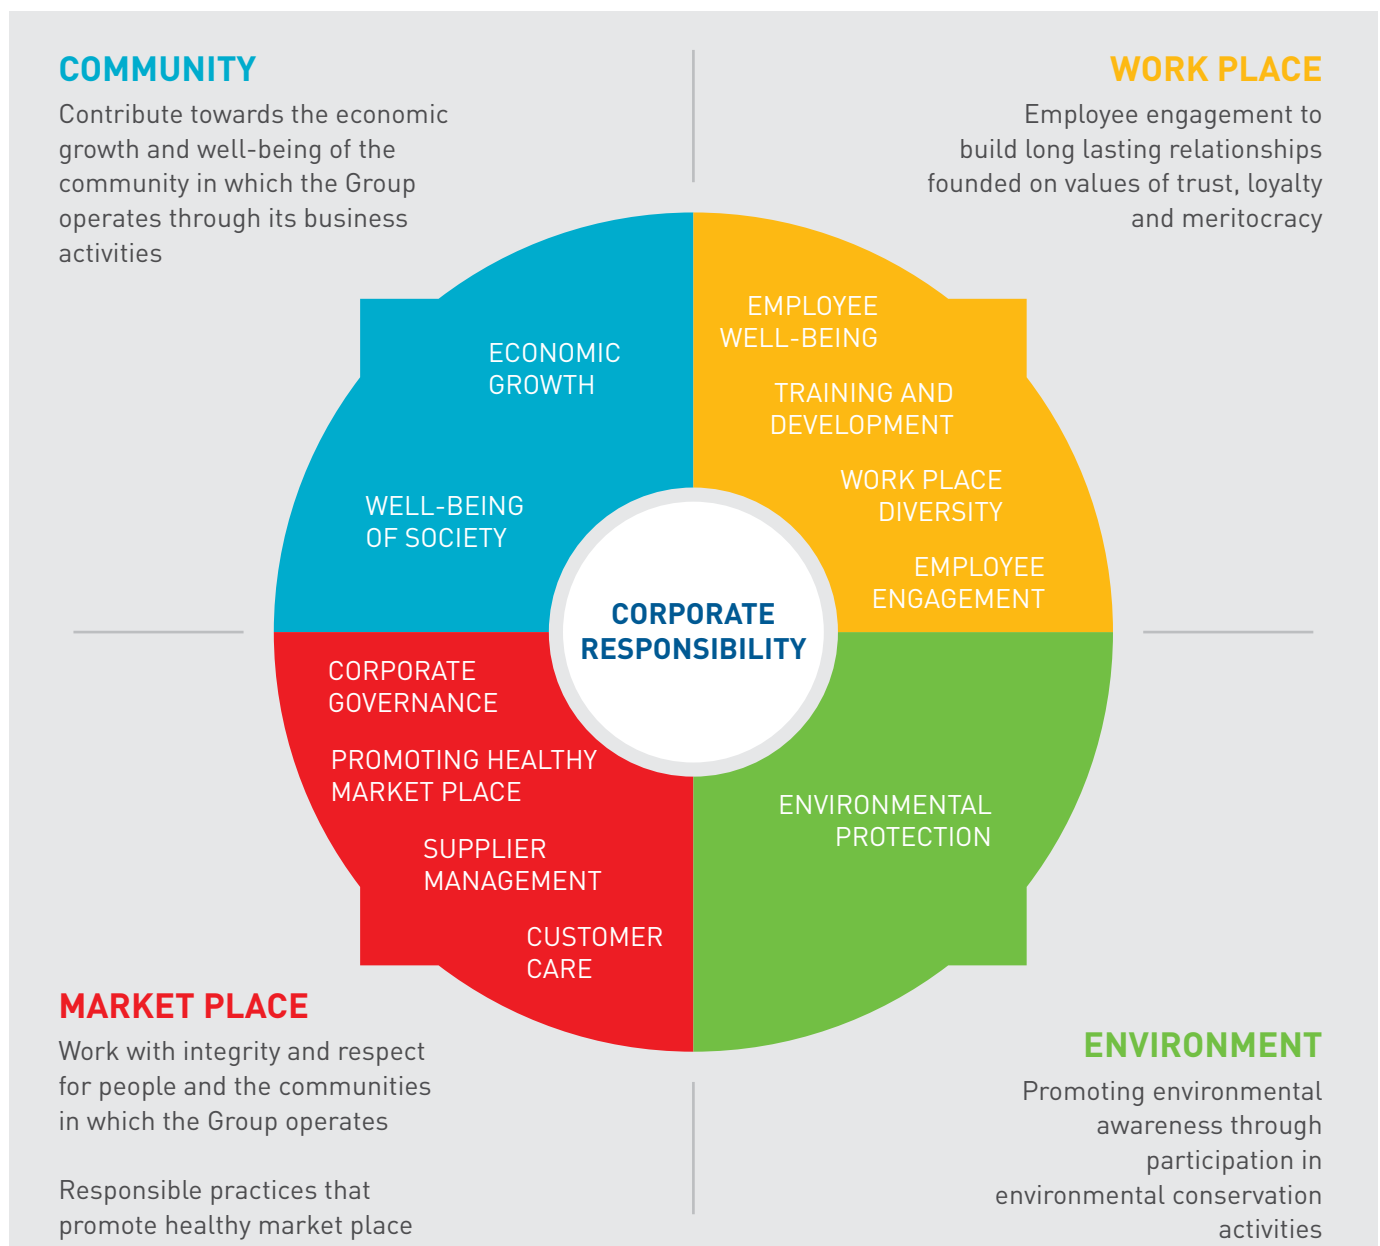 COMMUNITY
Contribute towards the economic
growth and well-being of the
community in which the Group
operates through its business
activities
WORK PLACE
Employee engagement to
build long lasting relationships
founded on values of trust, loyalty
and meritocracy
ECONOMIC
GROWTH
WELL-BEING
OF SOCIETY
EMPLOYEE
WELL-BEING
TRAINING AND
DEVELOPMENT
WORK PLACE
DIVERSITY
EMPLOYEE
ENGAGEMENT
CORPORATE
RESPONSIBILITY
CORPORATE
GOVERNANCE
PROMOTING HEALTHY
MARKET PLACE
SUPPLIER
MANAGEMENT
CUSTOMER
CARE
ENVIRONMENTAL
PROTECTION
MARKET PLACE
Work with integrity and respect
for people and the communities
in which the Group operates
Responsible practices that
promote healthy market place
ENVIRONMENT
Promoting environmental
awareness through
participation in
environmental conservation
activities